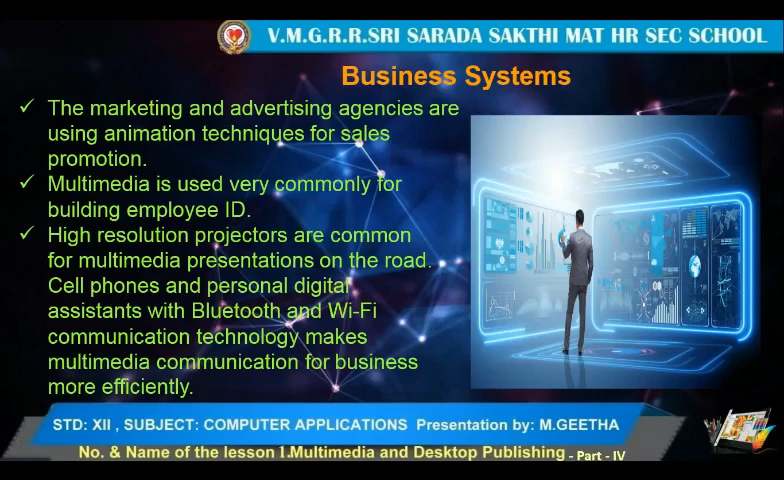 V.M.G.R.R.SRI SARADA SAKTHI MAT HR SEC SCHOOL
Business Systems
✓ The marketing and advertising agencies are
using animation techniques for sales
promotion.
✓ Multimedia is used very commonly for
building employee ID.
✓ High resolution projectors are common
for multimedia presentations on the road.
Cell phones and personal digital
assistants with Bluetooth and Wi-Fi
communication technology makes
multimedia communication for business
more efficiently.
STD: XII , SUBJECT: COMPUTER APPLICATIONS Presentation by: M.GEETHA
No. & Name of the lesson 1.Multimedia and Desktop Publishing - Part - IV